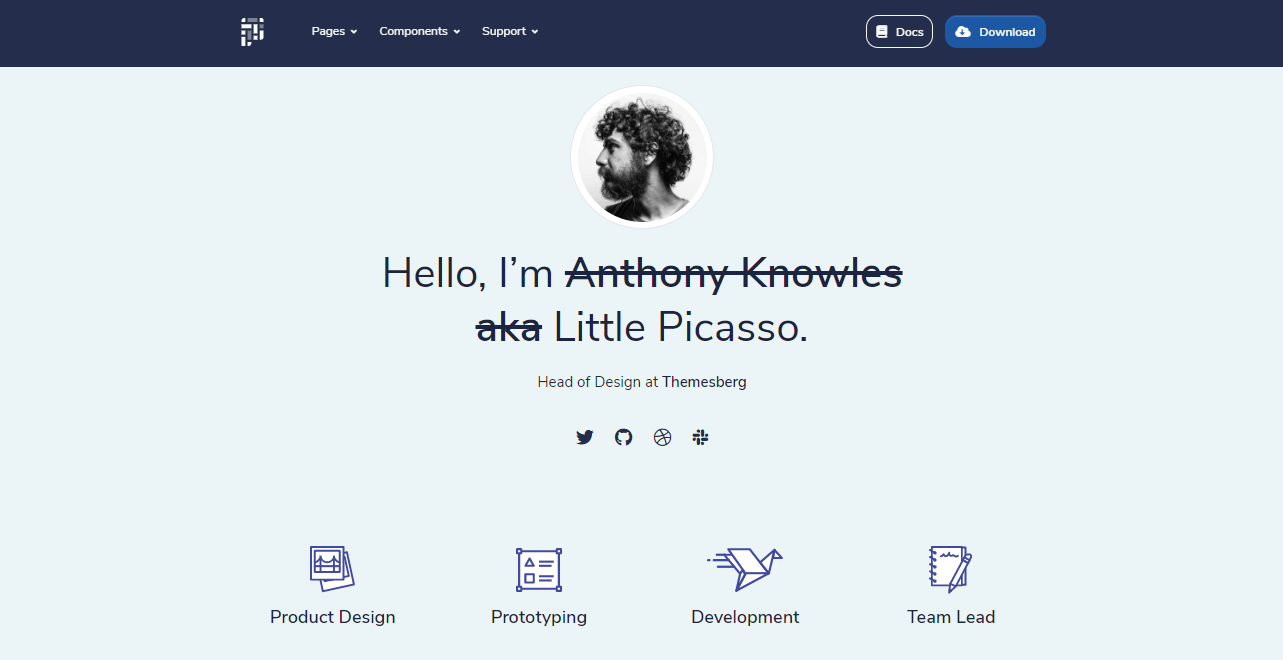 Pages Components Support Docs Download
Hello, I’m Anthony Knowles
aka Little Picasso.
Head of Design at Themesberg
Product Design Prototyping Development Team Lead